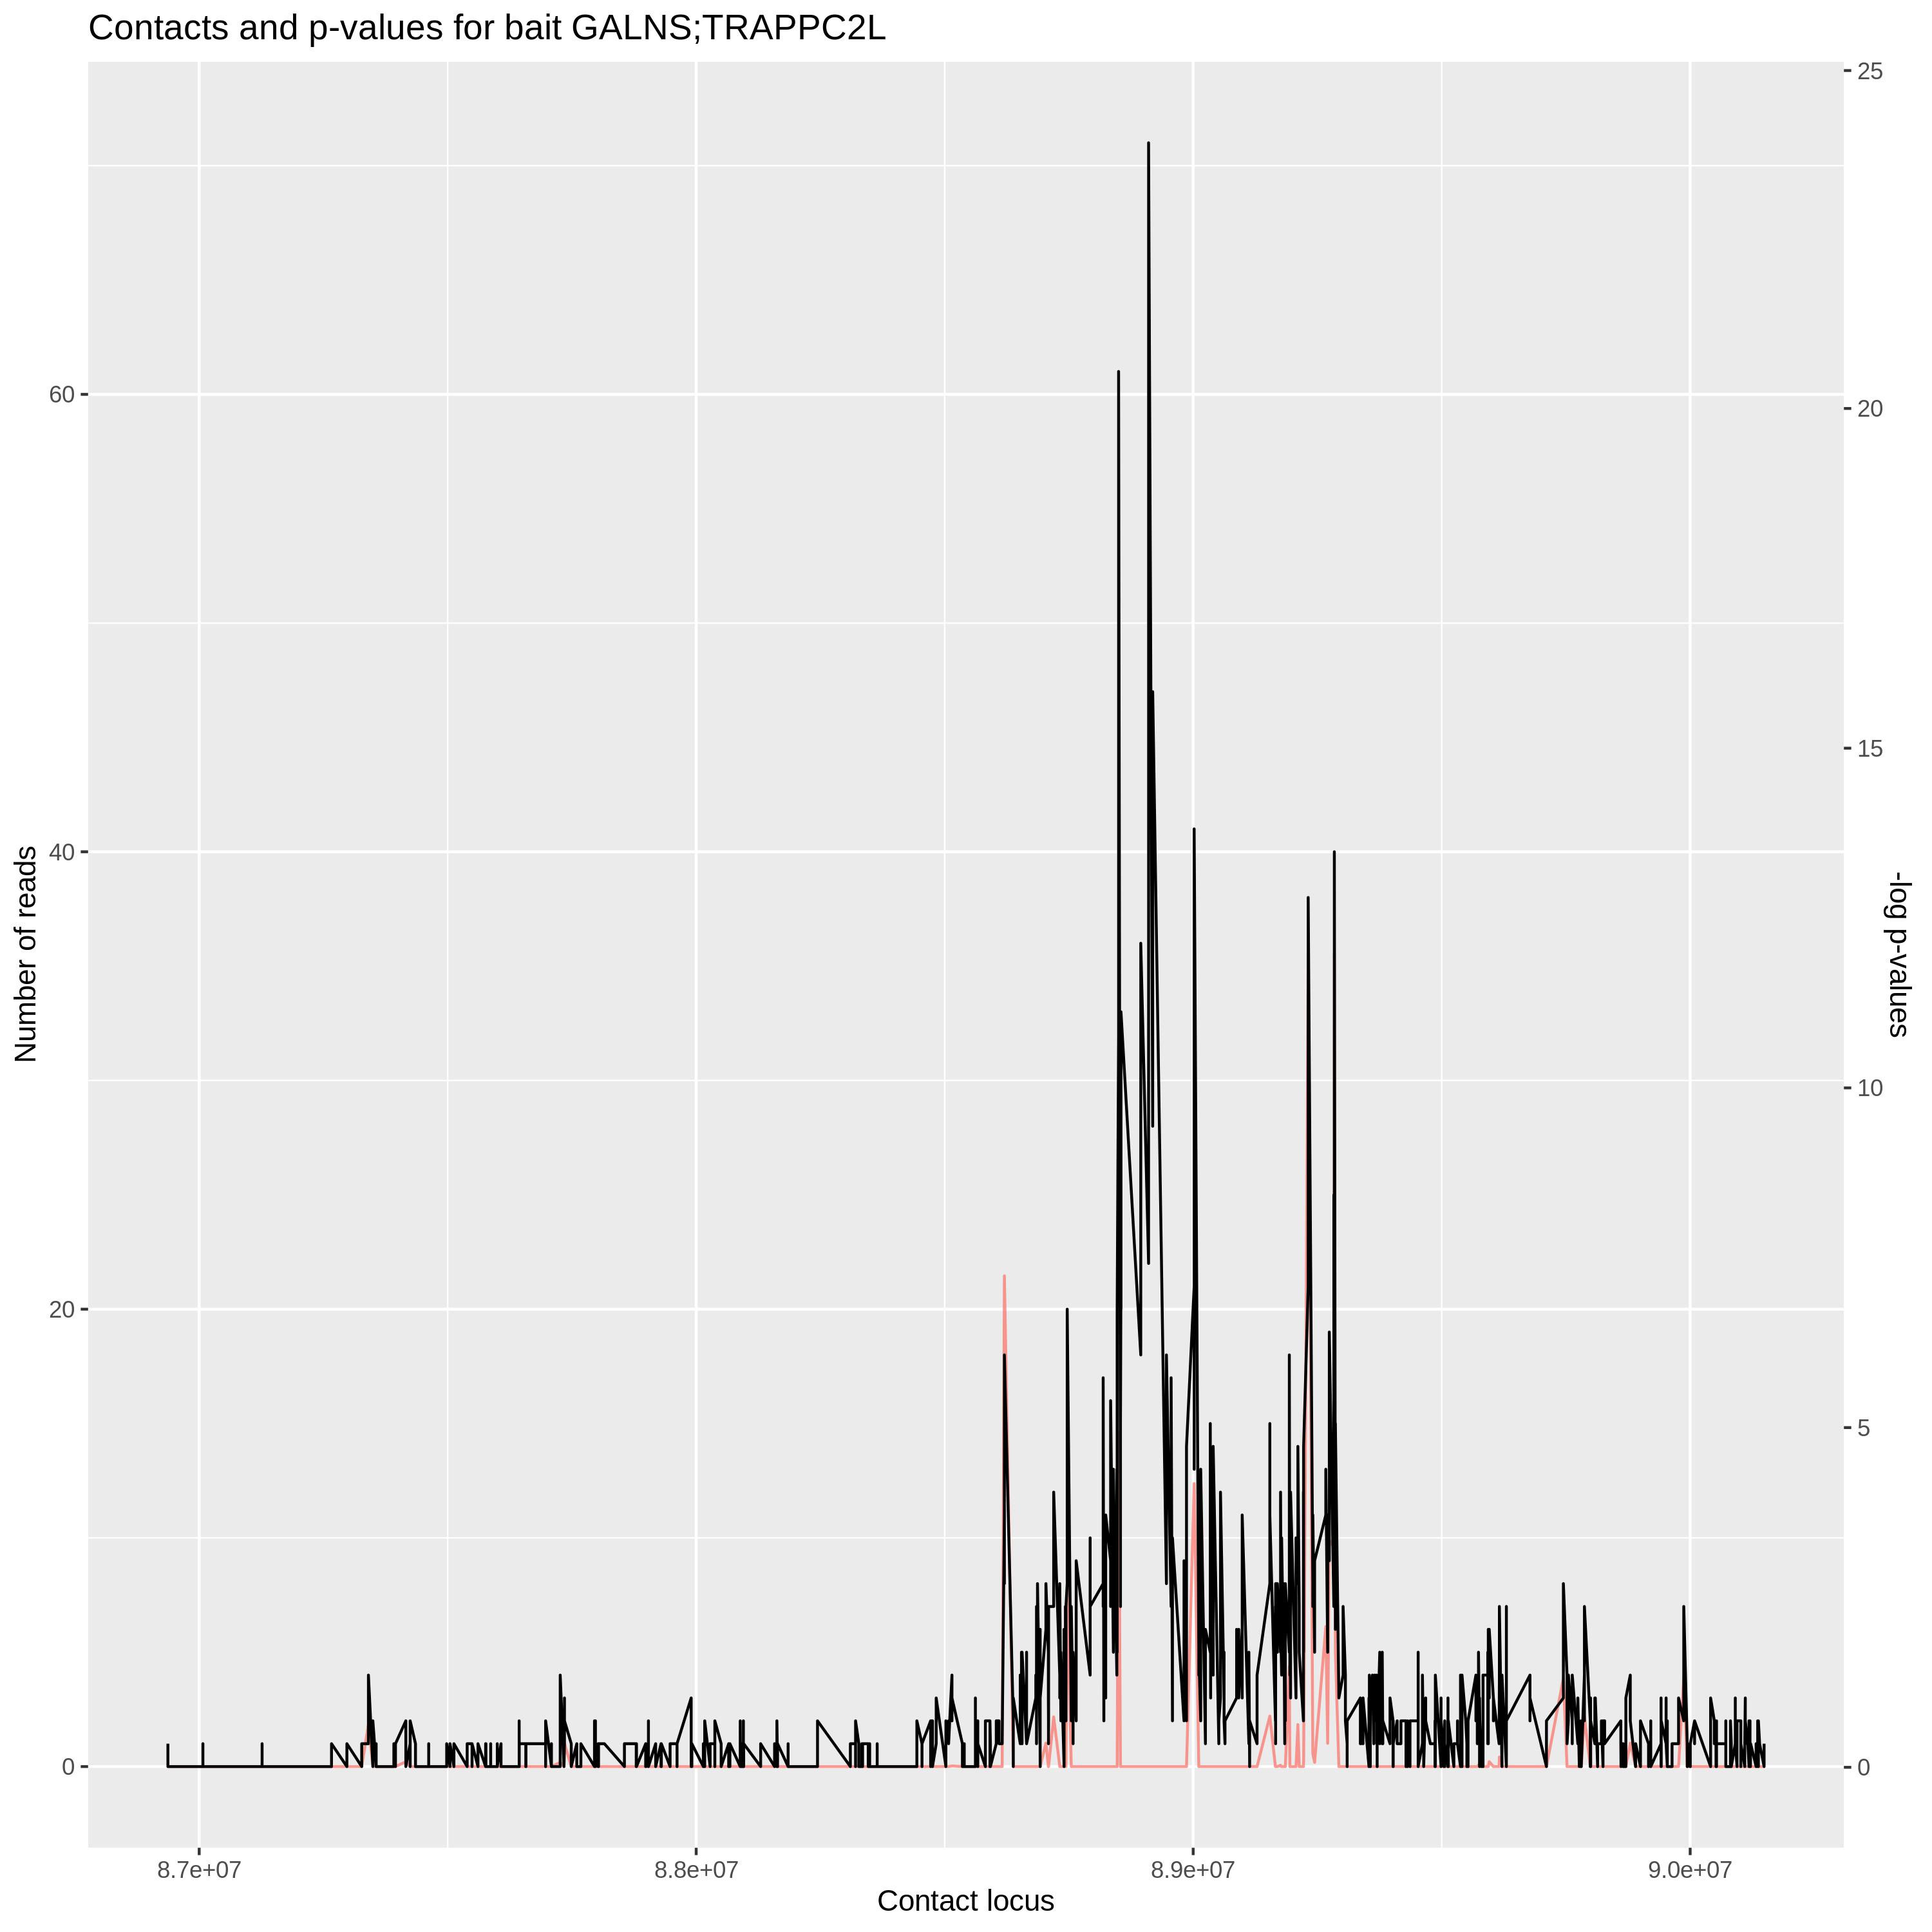 Contacts and p-values for bait GALNS;TRAPPC2L
Number of reads
60
40
20
0
25
20
15
10
5
0
-log p-values
8.7e+07
8.8e+07
8.9e+07
9.0e+07
Contact locus